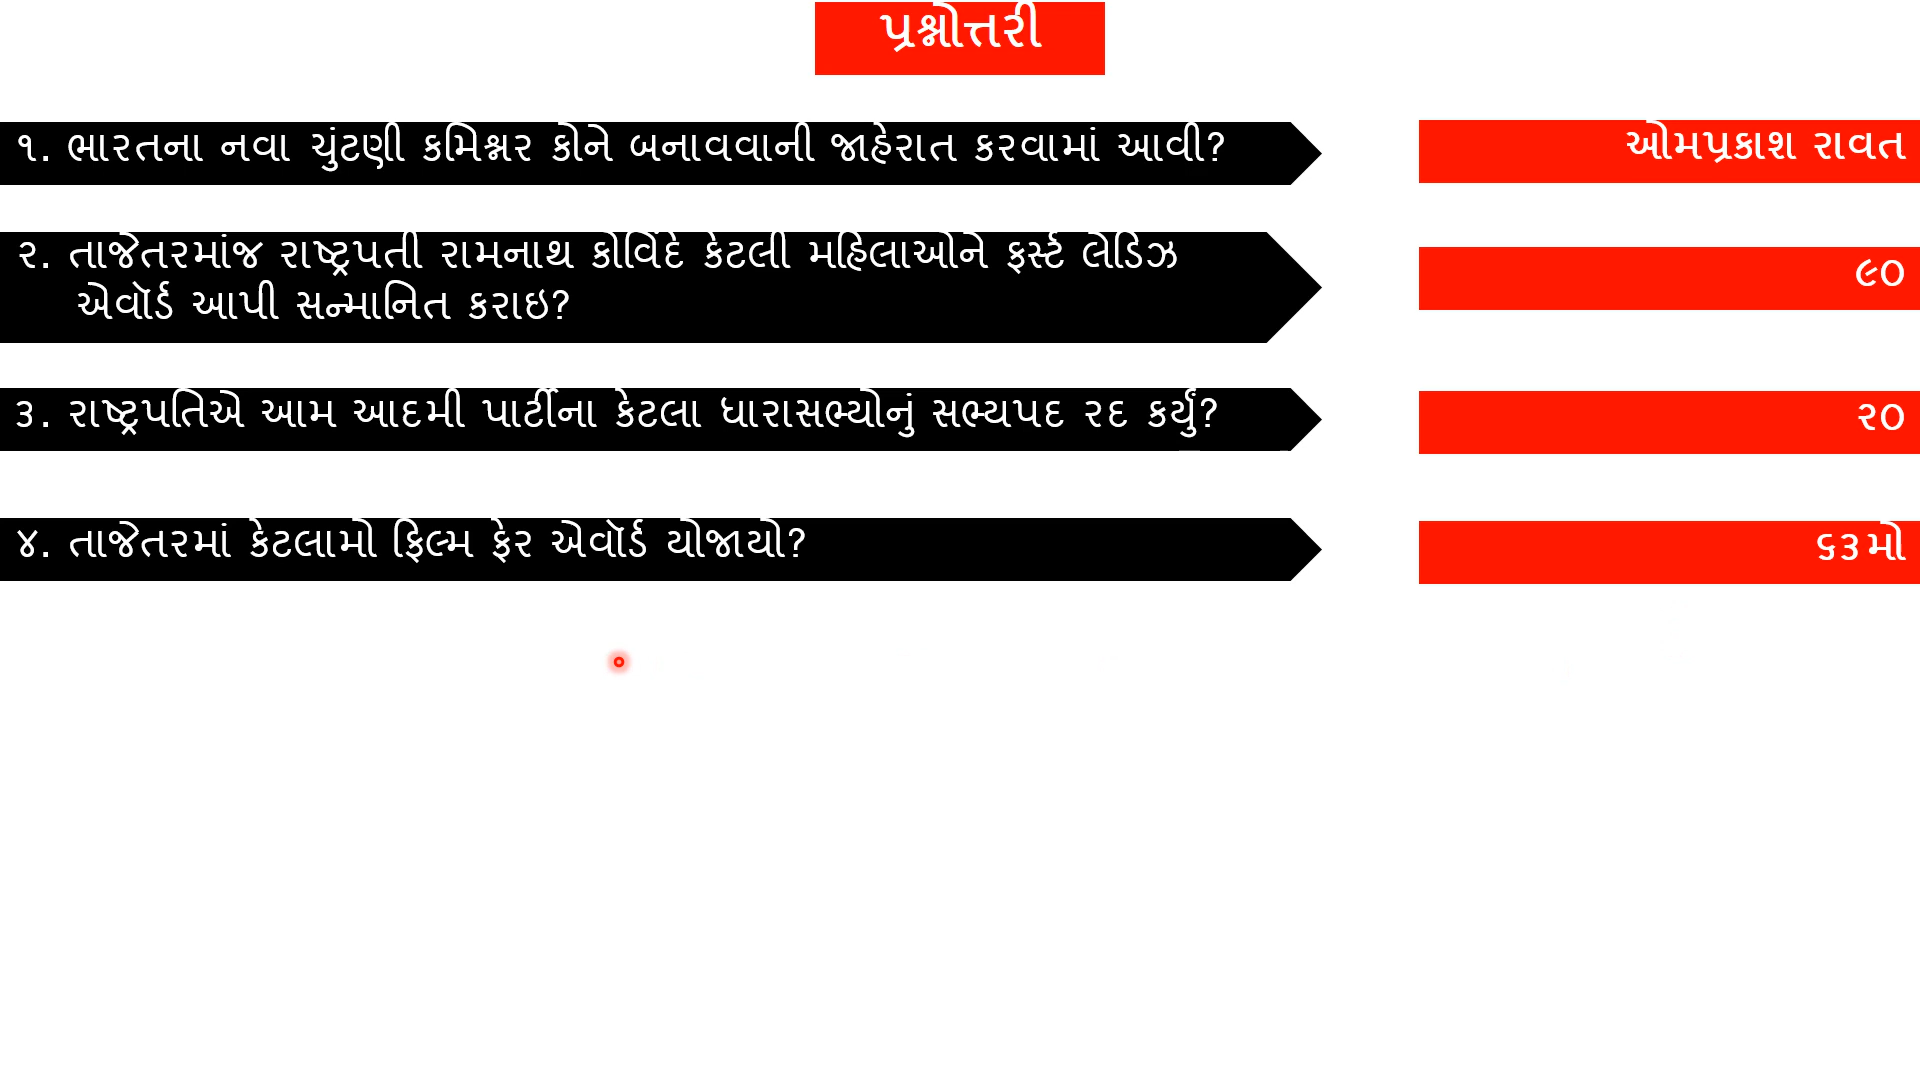 પ્રશ્નોત્તરી
૧. ભારતના નવા ચુંટણી કમિશ્નર કોને બનાવવાની જાહેરાત કરવામાં આવી?
ઓમપ્રકાશ રાવત
૨. તાજેતરમાંજ રાષ્ટ્રપતી રામનાથ કોવિંદે કેટલી મહિલાઓને ફર્સ્ટ લેડિઝ
એવૉર્ડ આપી સન્માનિત કરાઇ?
૯૦
૩. રાષ્ટ્રપતિએ આમ આદમી પાર્ટીના કેટલા ધારાસભ્યોનું સભ્યપદ રદ કર્યું?
૨૦
૪. તાજેતરમાં કેટલામો ફિલ્મ ફેર એવૉર્ડ યોજાયો?
૬૩મો